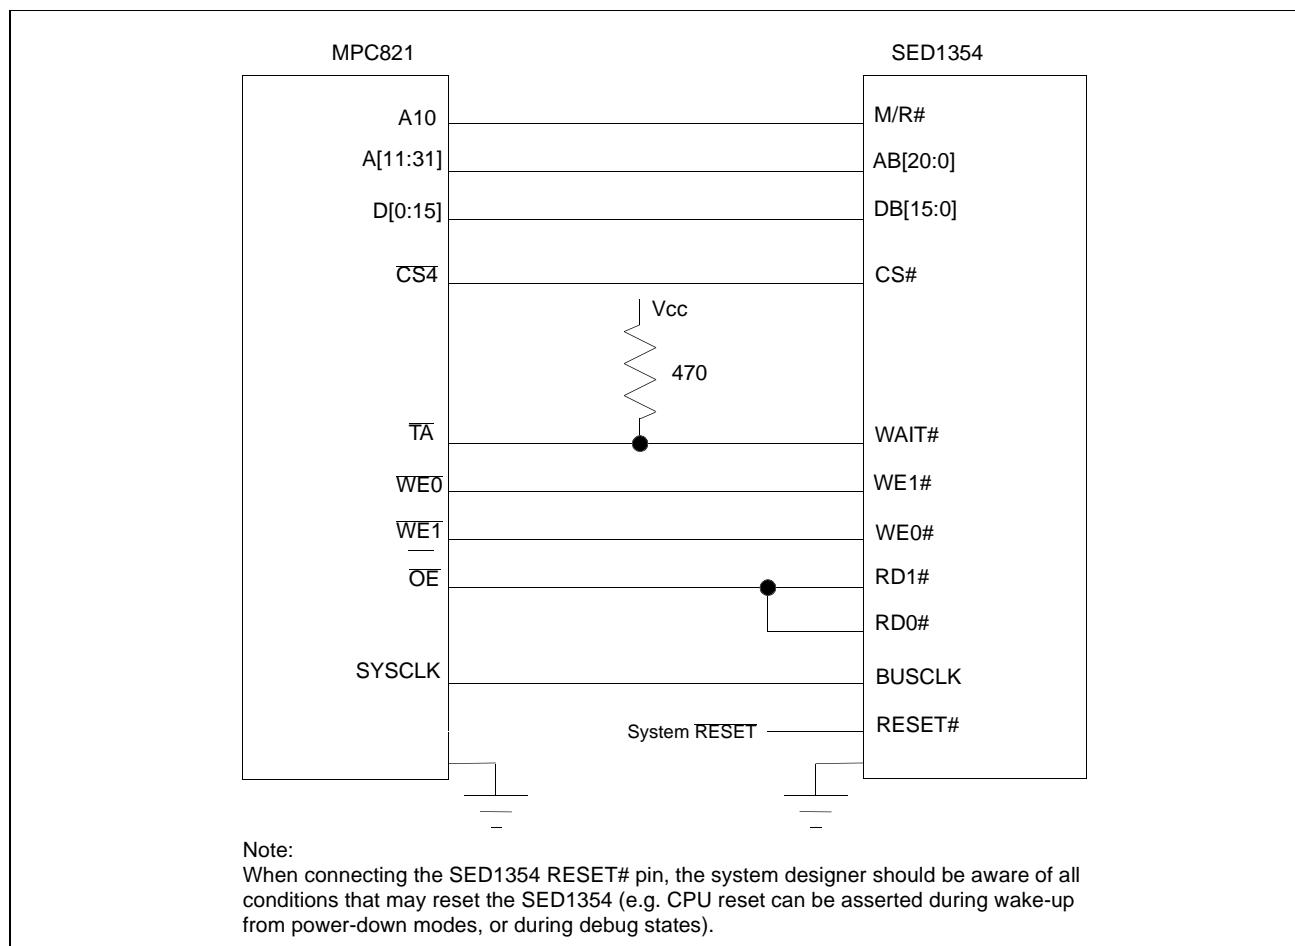 MPC821 SED1354
A10 M/R#
A[11:31] AB[20:0]
D[0:15] DB[15:0]
CS4 CS#
Vcc
470
TA WAIT#
WE0 WE1#
WE1 WE0#
OE RD1#
RD0#
SYSCLK BUSCLK
System RESET RESET#
Note:
When connecting the SED1354 RESET# pin, the system designer should be aware of all
conditions that may reset the SED1354 (e.g. CPU reset can be asserted during wake-up
from power-down modes, or during debug states).